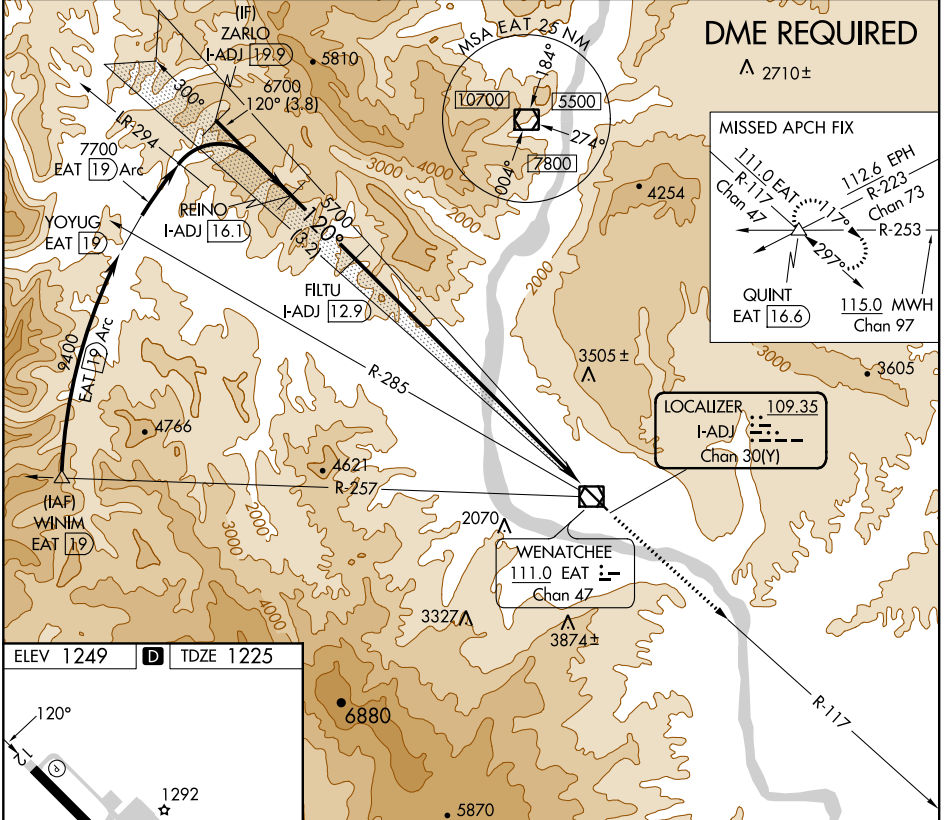 DME REQUIRED
(IF)
ZARLO
I-ADJ 19.9
5810
6700
120° (3.8)
300°
LR-294
7700
EAT 19 Arc
YOYUG
EAT 19
REINO
I-ADJ 16.1
5700
120°
(3.2)
FILTU
I-ADJ 12.9
9400
EAT 19 Arc
3000
4000
2000
MSA EAT 25 NM
184°
10700
5500
274°
7800
004°
2710±
4254
2000
MISSED APCH FIX
111.0 EAT
R-117
Chan 47
112.6 EPH
R-223
Chan 73
117°
R-253
297°
QUINT
EAT 16.6
115.0 MWH
Chan 97
3000
3605
3505±
R-285
4766
4621
R-257
(IAF)
WINIM
EAT 19
2000
3000
4000
LOCALIZER 109.35
I-ADJ
Chan 30(Y)
2070
WENATCHEE
111.0 EAT
Chan 47
3327
3874±
R-117
6880
5870
ELEV 1249
D
TDZE 1225
120°
12
P
1292